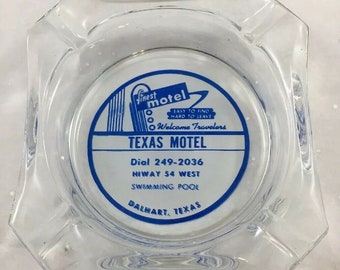 finest
motel
EASY TO FIND
HARD TO LEAVE
Welcome Travelers
TEXAS MOTEL
Dial 249-2036
HIWAY 54 WEST
SWIMMING POOL
DALHART, TEXAS